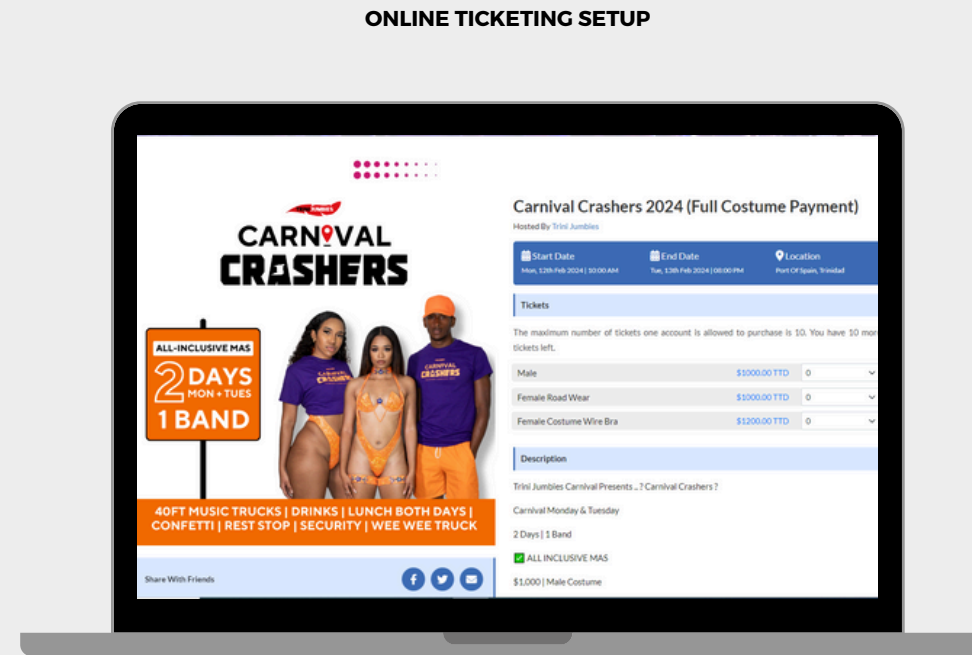 ONLINE TICKETING SETUP
CARNIVAL
CRASHERS
ALL-INCLUSIVE MAS
2 DAYS
MON + TUES
1 BAND
CARNIVAL
CRASHERS
40FT MUSIC TRUCKS | DRINKS | LUNCH BOTH DAYS |
CONFETTI | REST STOP | SECURITY | WEE WEE TRUCK
Share With Friends
Carnival Crashers 2024 (Full Costume Payment)
Hosted By Trini Jumbies
Start Date
Mon, 12th Feb 2024 | 10:00 AM
End Date
Tue, 13th Feb 2024 | 08:00 PM
Location
Port Of Spain, Trinidad
Tickets
The maximum number of tickets one account is allowed to purchase is 10. You have 10 mor
tickets left.
Male $1000.00 TTD 0
Female Road Wear $1000.00 TTD 0
Female Costume Wire Bra $1200.00 TTD 0
Description
Trini Jumbies Carnival Presents .. ? Carnival Crashers ?
Carnival Monday & Tuesday
2 Days | 1 Band
✅ ALL INCLUSIVE MAS
$1,000 | Male Costume